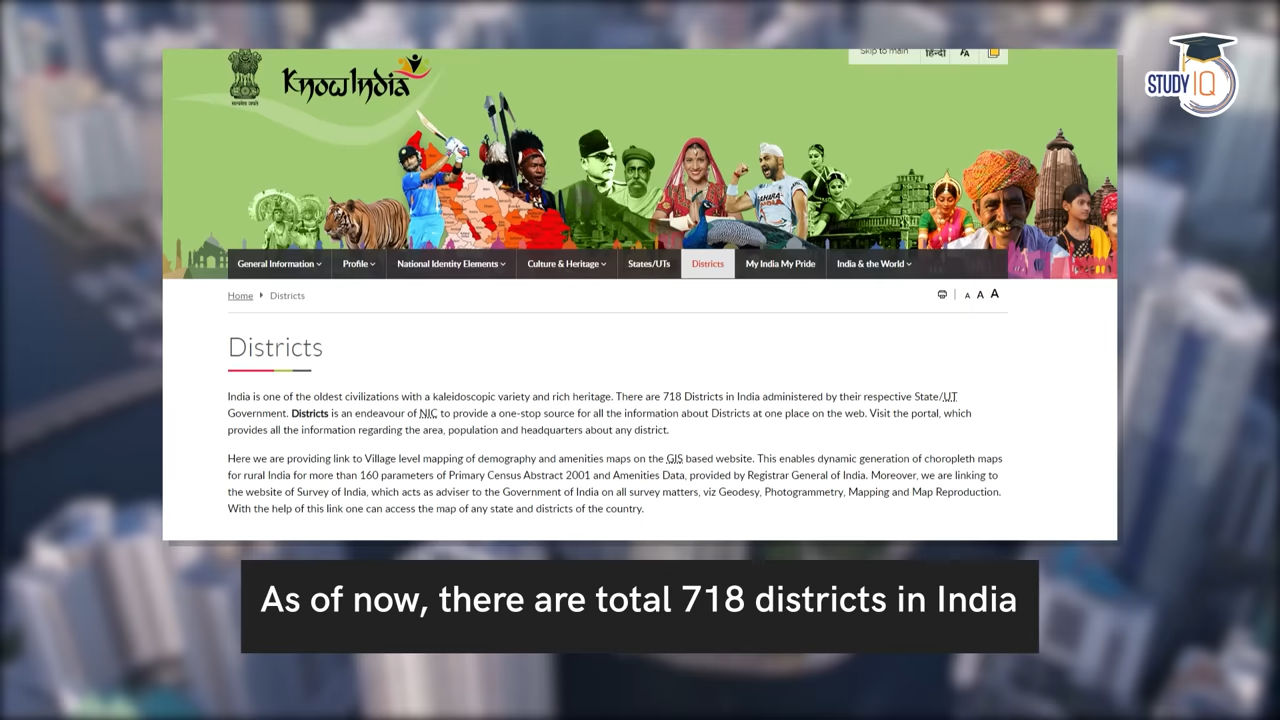 Skip to main
हिन्दी
A
सत्यमेव जयते
KnowIndia
STUDY IQ
SAHARA
INDIA
General Information
Profile
National Identity Elements
Culture & Heritage
States/UTs
Districts
My India My Pride
India & the World
Home
Districts
A A A
Districts
India is one of the oldest civilizations with a kaleidoscopic variety and rich heritage. There are 718 Districts in India administered by their respective State/UT
Government. Districts is an endeavour of NIC to provide a one-stop source for all the information about Districts at one place on the web. Visit the portal, which
provides all the information regarding the area, population and headquarters about any district.
Here we are providing link to Village level mapping of demography and amenities maps on the GIS based website. This enables dynamic generation of choropleth maps
for rural India for more than 160 parameters of Primary Census Abstract 2001 and Amenities Data, provided by Registrar General of India. Moreover, we are linking to
the website of Survey of India, which acts as adviser to the Government of India on all survey matters, viz Geodesy, Photogrammetry, Mapping and Map Reproduction.
With the help of this link one can access the map of any state and districts of the country.
As of now, there are total 718 districts in India